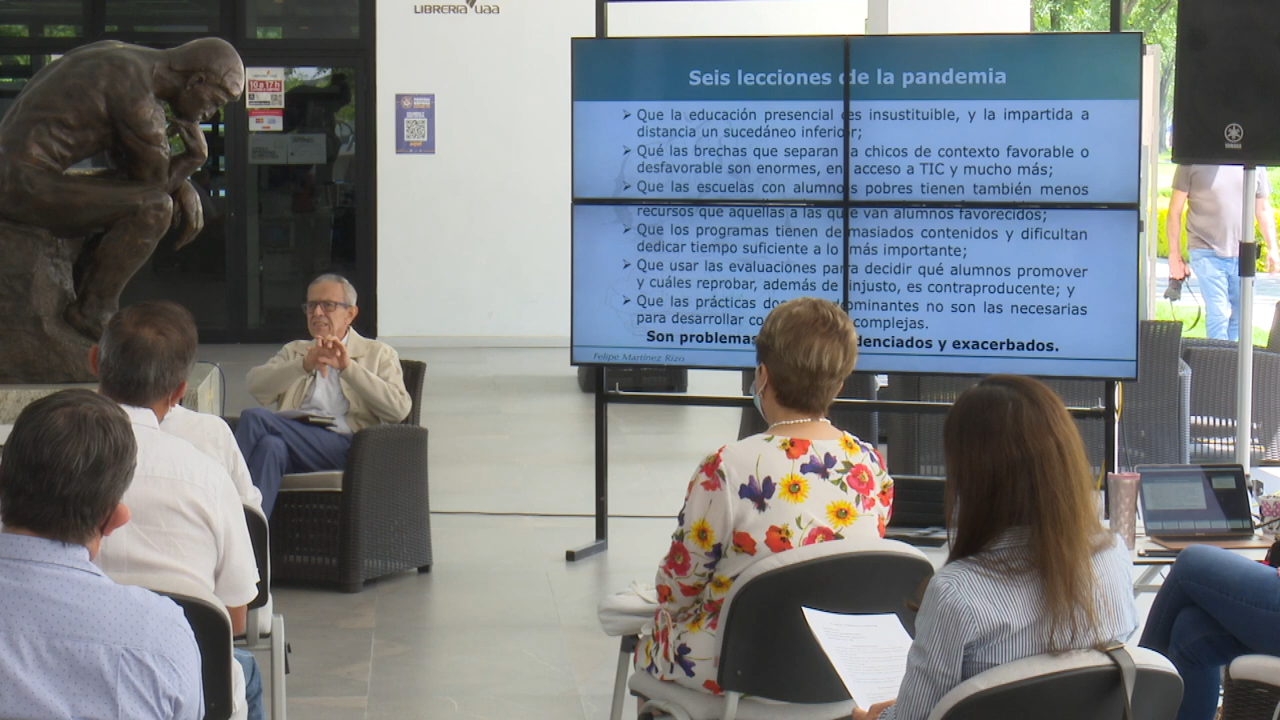 LIBRERÍA UAA
10 a 17 h
Seis lecciones de la pandemia
➤ Que la educación presencial es insustituible, y la impartida a
distancia un sucedáneo inferior;
➤ Qué las brechas que separan a chicos de contexto favorable o
desfavorable son enormes, en acceso a TIC y mucho más;
➤ Que las escuelas con alumnos pobres tienen también menos
recursos que aquellas a las que van alumnos favorecidos;
➤ Que los programas tienen demasiados contenidos y dificultan
dedicar tiempo suficiente a lo más importante;
➤ Que usar las evaluaciones para decidir qué alumnos promover
y cuáles reprobar, además de injusto, es contraproducente; y
➤ Que las prácticas do dominantes no son las necesarias
para desarrollar co complejas.
Son problemas denciados y exacerbados.
Felipe Martínez Rizo
YAMAHA